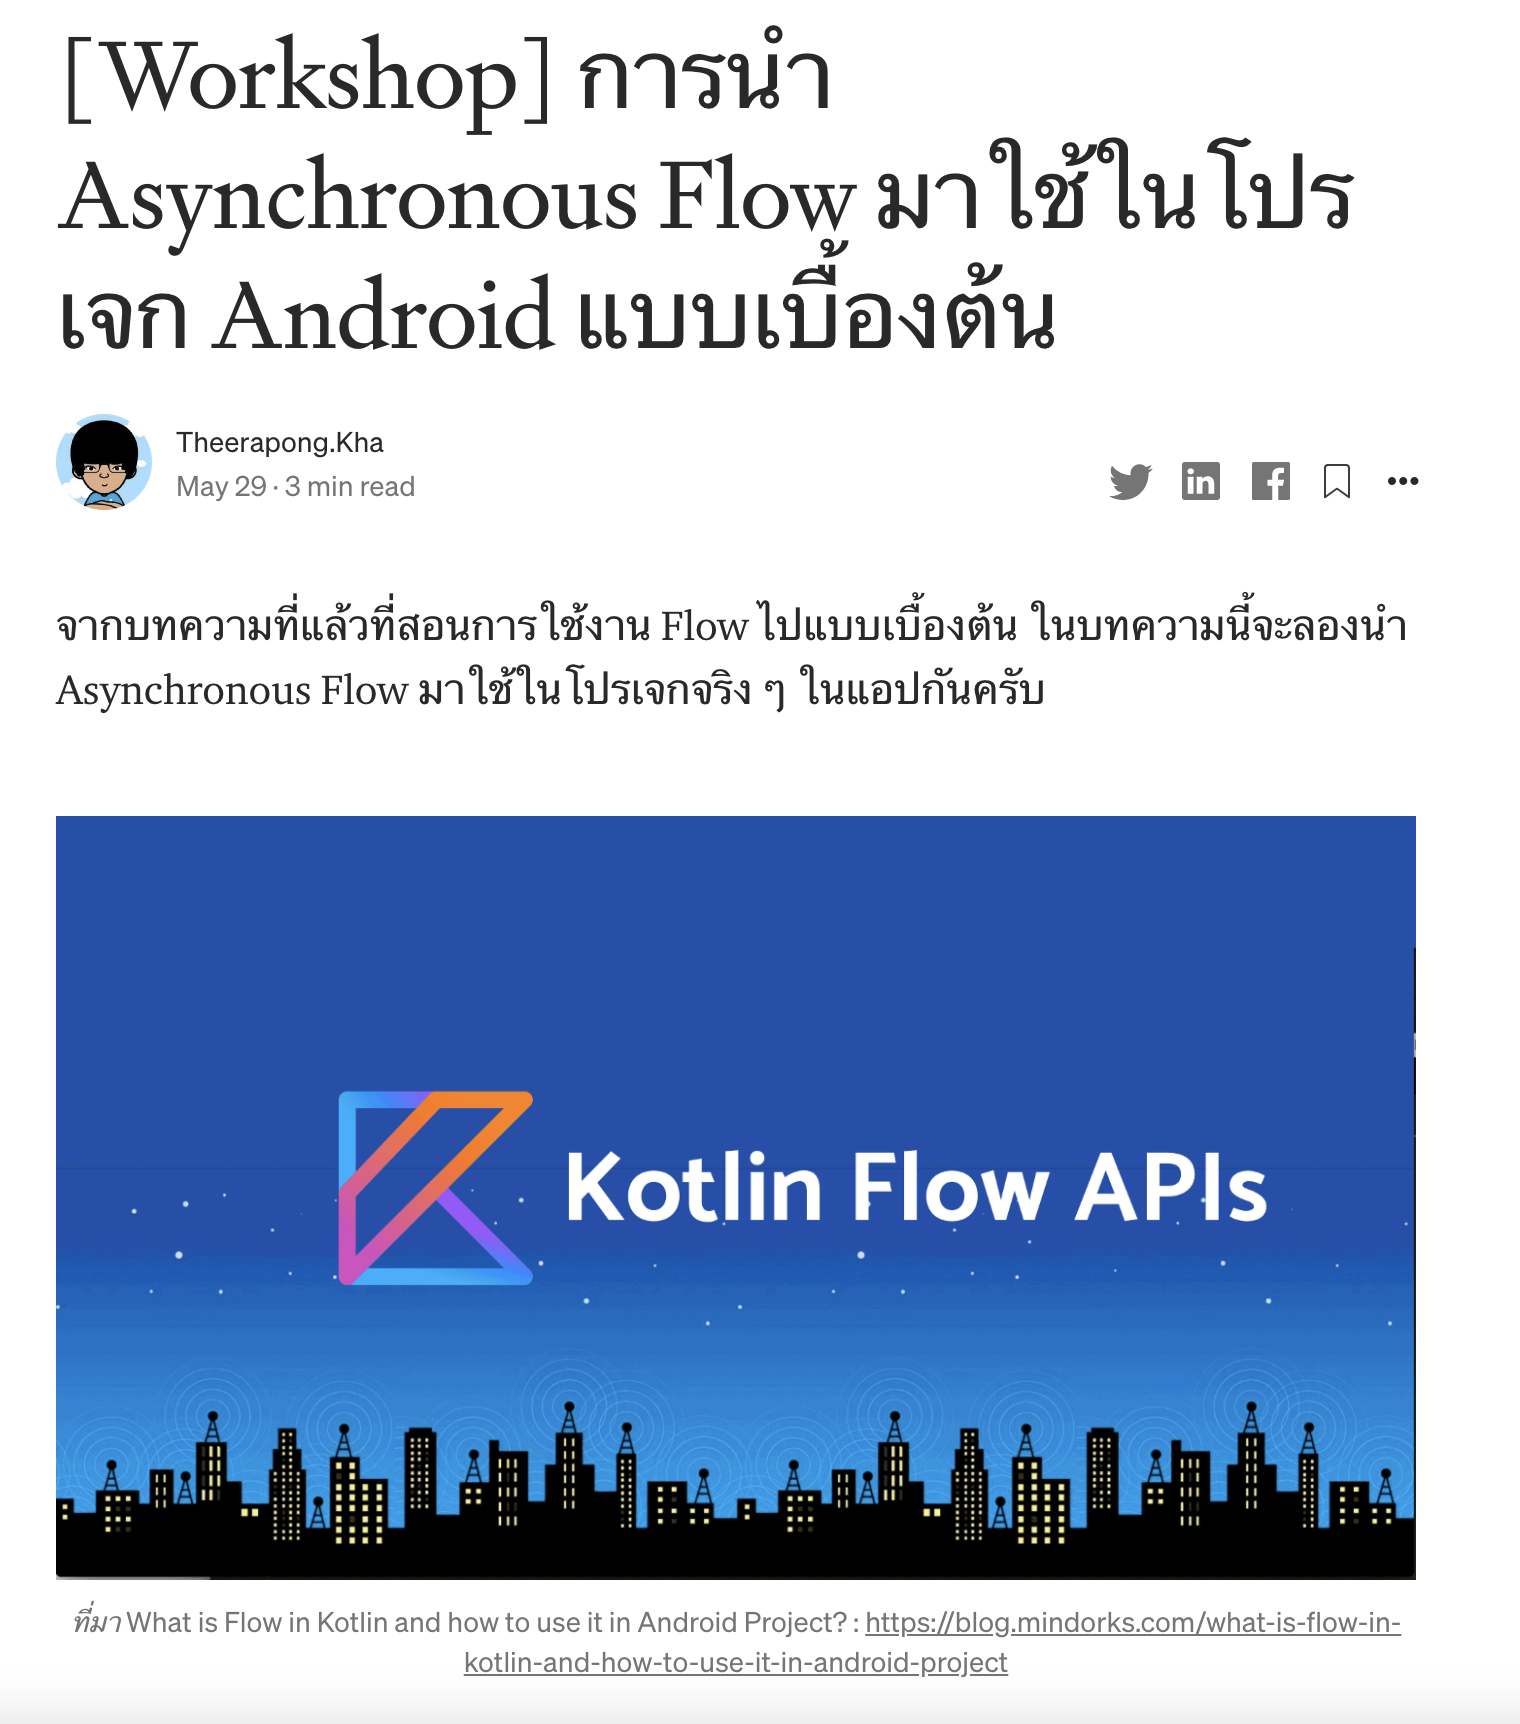 [Workshop] การนำ
Asynchronous Flow มาใช้ในโปร
เจก Android แบบเบื้องต้น
Theerapong.Kha
May 29 · 3 min read
จากบทความที่แล้วที่สอนการใช้งาน Flow ไปแบบเบื้องต้น ในบทความนี้จะลองนำ
Asynchronous Flow มาใช้ในโปรเจกจริง ๆ ในแอปกันครับ
Kotlin Flow APIs
ที่มา What is Flow in Kotlin and how to use it in Android Project? : https://blog.mindorks.com/what-is-flow-in-
kotlin-and-how-to-use-it-in-android-project